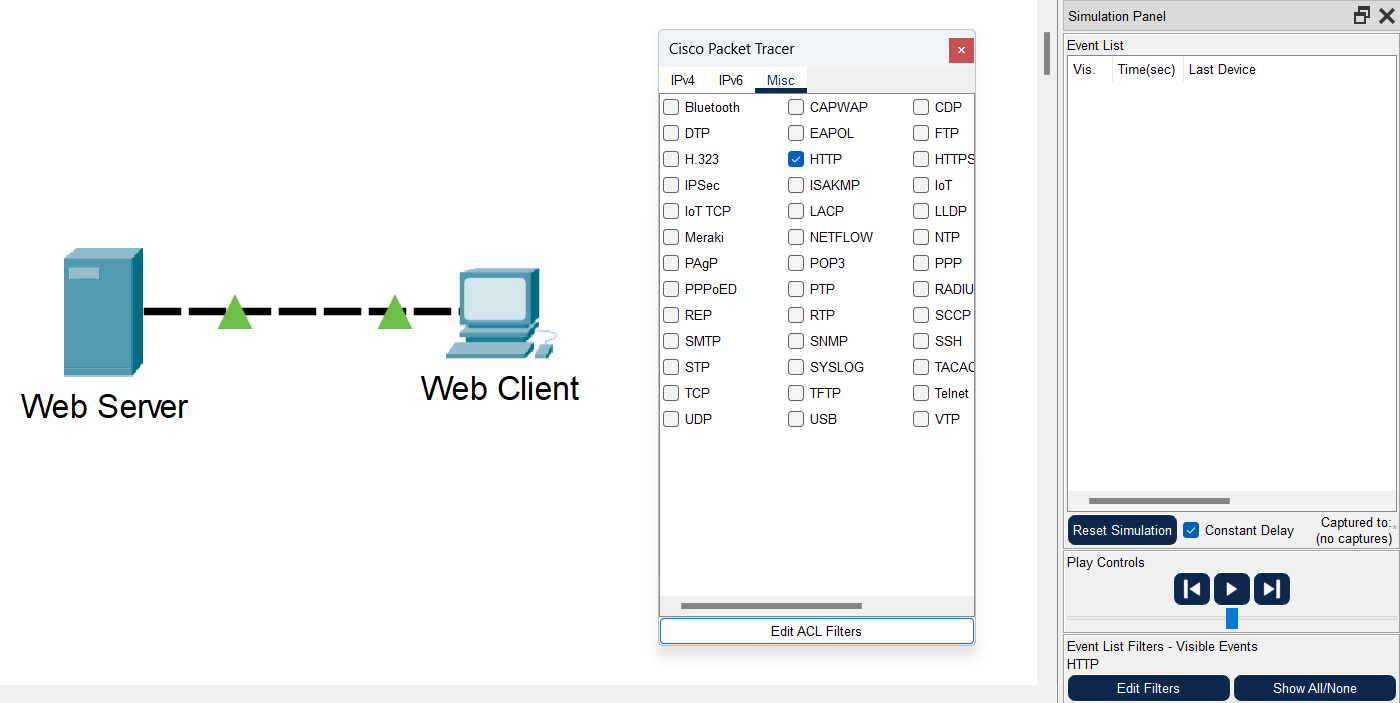 Web Server
Web Client
Cisco Packet Tracer
IPv4 IPv6 Misc
Bluetooth CAPWAP CDP
DTP EAPOL FTP
H.323 HTTP HTTPS
IPSec ISAKMP IoT
IoT TCP LACP LLDP
Meraki NETFLOW NTP
PAgP POP3 PPP
PPPoED PTP RADIU
REP RTP SCCP
SMTP SNMP SSH
STP SYSLOG TACAC
TCP TFTP Telnet
UDP USB VTP
Edit ACL Filters
Simulation Panel
Event List
Vis. Time(sec) Last Device
Reset Simulation Constant Delay Captured to:*
(no captures)
Play Controls
Event List Filters - Visible Events
HTTP
Edit Filters Show All/None